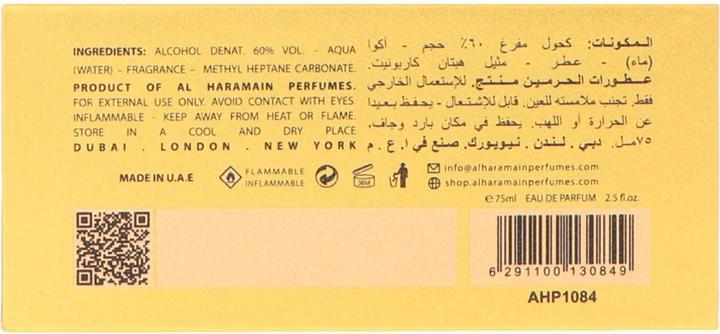 INGREDIENTS: ALCOHOL DENAT. 60% VOL. – AQUA
(WATER) – FRAGRANCE – METHYL HEPTANE CARBONATE.
PRODUCT OF AL HARAMAIN PERFUMES.
FOR EXTERNAL USE ONLY. AVOID CONTACT WITH EYES
INFLAMMABLE - KEEP AWAY FROM HEAT OR FLAME.
STORE IN A COOL AND DRY PLACE
DUBAI . LONDON . NEW YORK
المكونات: كحول مفرغ ٦٠٪ حجم - أكوا
(ماء) - عطر - مثيل هبتان كاربونيت.
عطورات الحرمين منتج. للإستعمال الخارجي
فقط. تجنب ملامسته للعين. قابل للإشتعال - يحفظ بعيدا
عن الحرارة أو اللهب. يحفظ في مكان بارد وجاف.
٧٥مل. دبي. لندن. نيويورك. صنع في ا. ع. م
MADE IN U.A.E
FLAMMABLE
INFLAMMABLE
36M
info@alharamainperfumes.com
shop.alharamainperfumes.com
e 75ml EAU DE PARFUM 2.5 fl.oz.
6 291100 130849
AHP1084